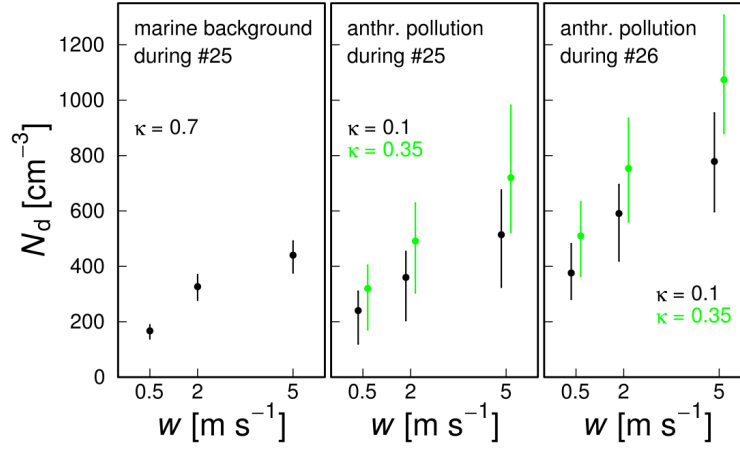 marine background
during #25
κ = 0.7
anthr. pollution
during #25
κ = 0.1
κ = 0.35
anthr. pollution
during #26
κ = 0.1
κ = 0.35
N_d [cm⁻³]
1200
1000
800
600
400
200
0
0.5 2 5
0.5 2 5
0.5 2 5
w [m s⁻¹]
w [m s⁻¹]
w [m s⁻¹]